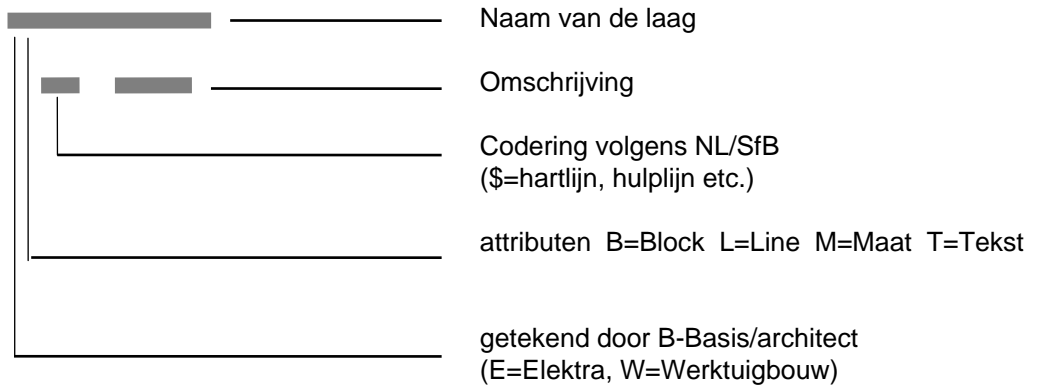 Naam van de laag
Omschrijving
Codering volgens NL/SfB
($=hartlijn, hulplijn etc.)
attributen B=Block L=Line M=Maat T=Tekst
getekend door B-Basis/architect
(E=Elektra, W=Werktuigbouw)